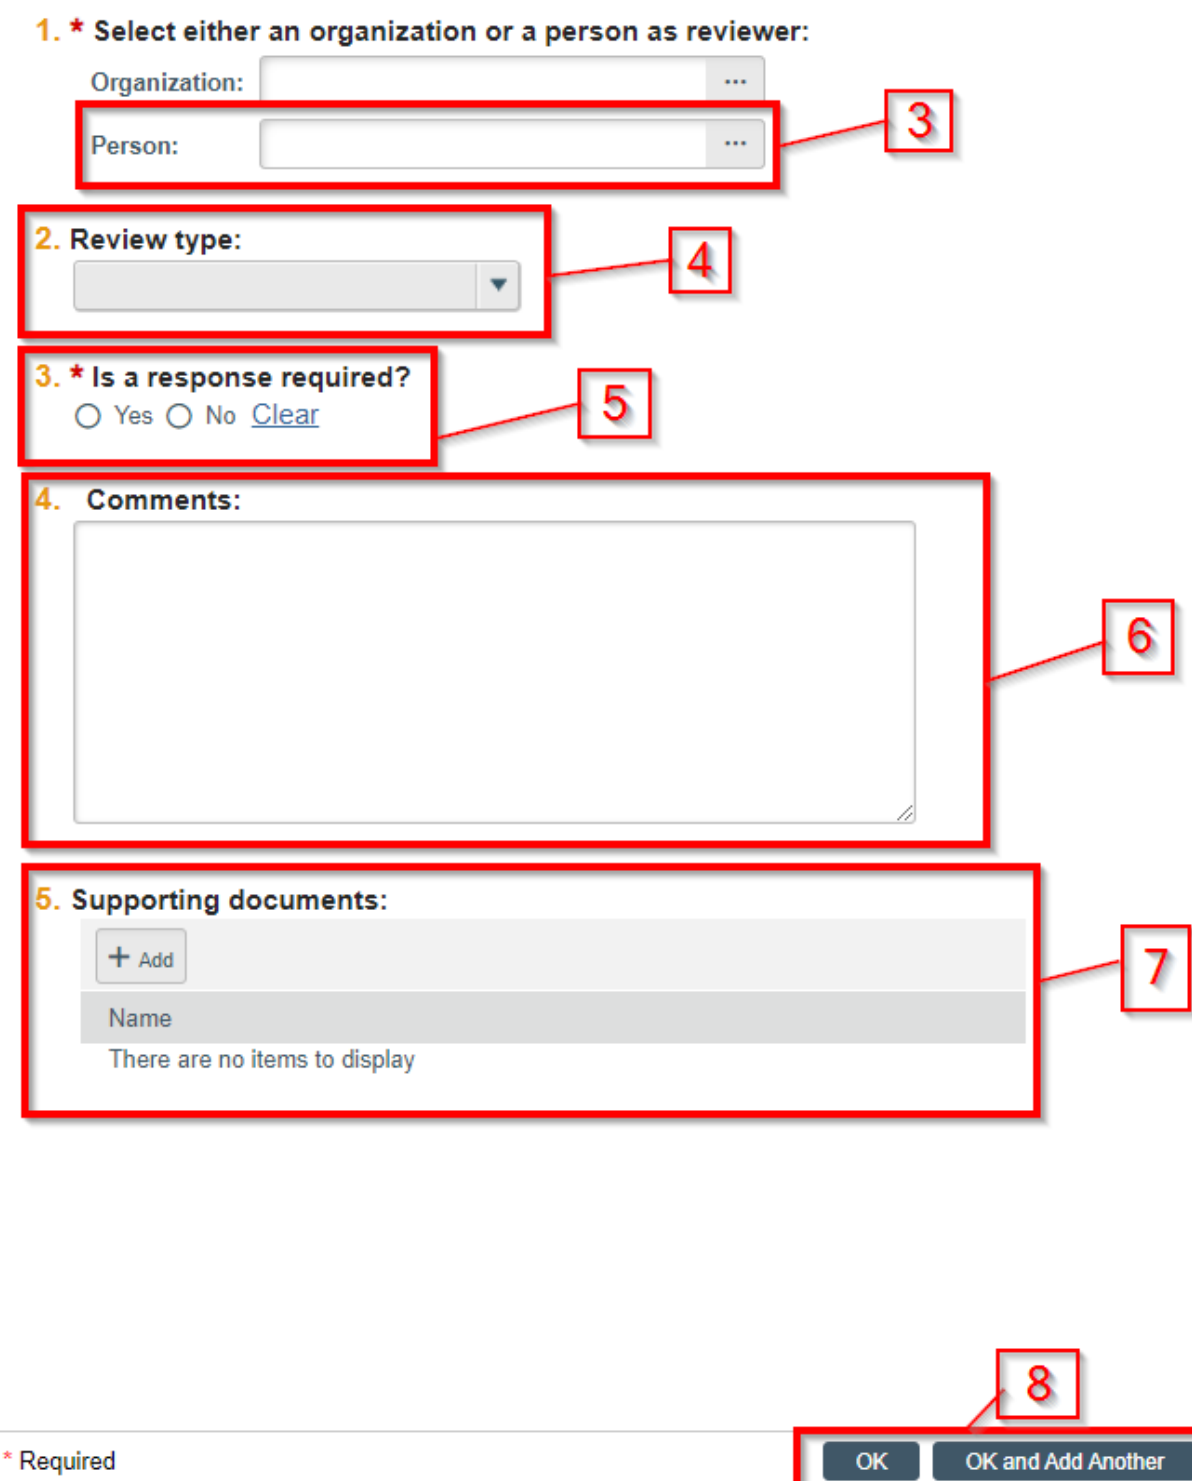 1. * Select either an organization or a person as reviewer:
Organization: ...
Person: ...
3
2. Review type:
4
3. * Is a response required?
Yes No Clear
5
4. Comments:
6
5. Supporting documents:
+ Add
7
Name
There are no items to display
8
* Required OK OK and Add Another